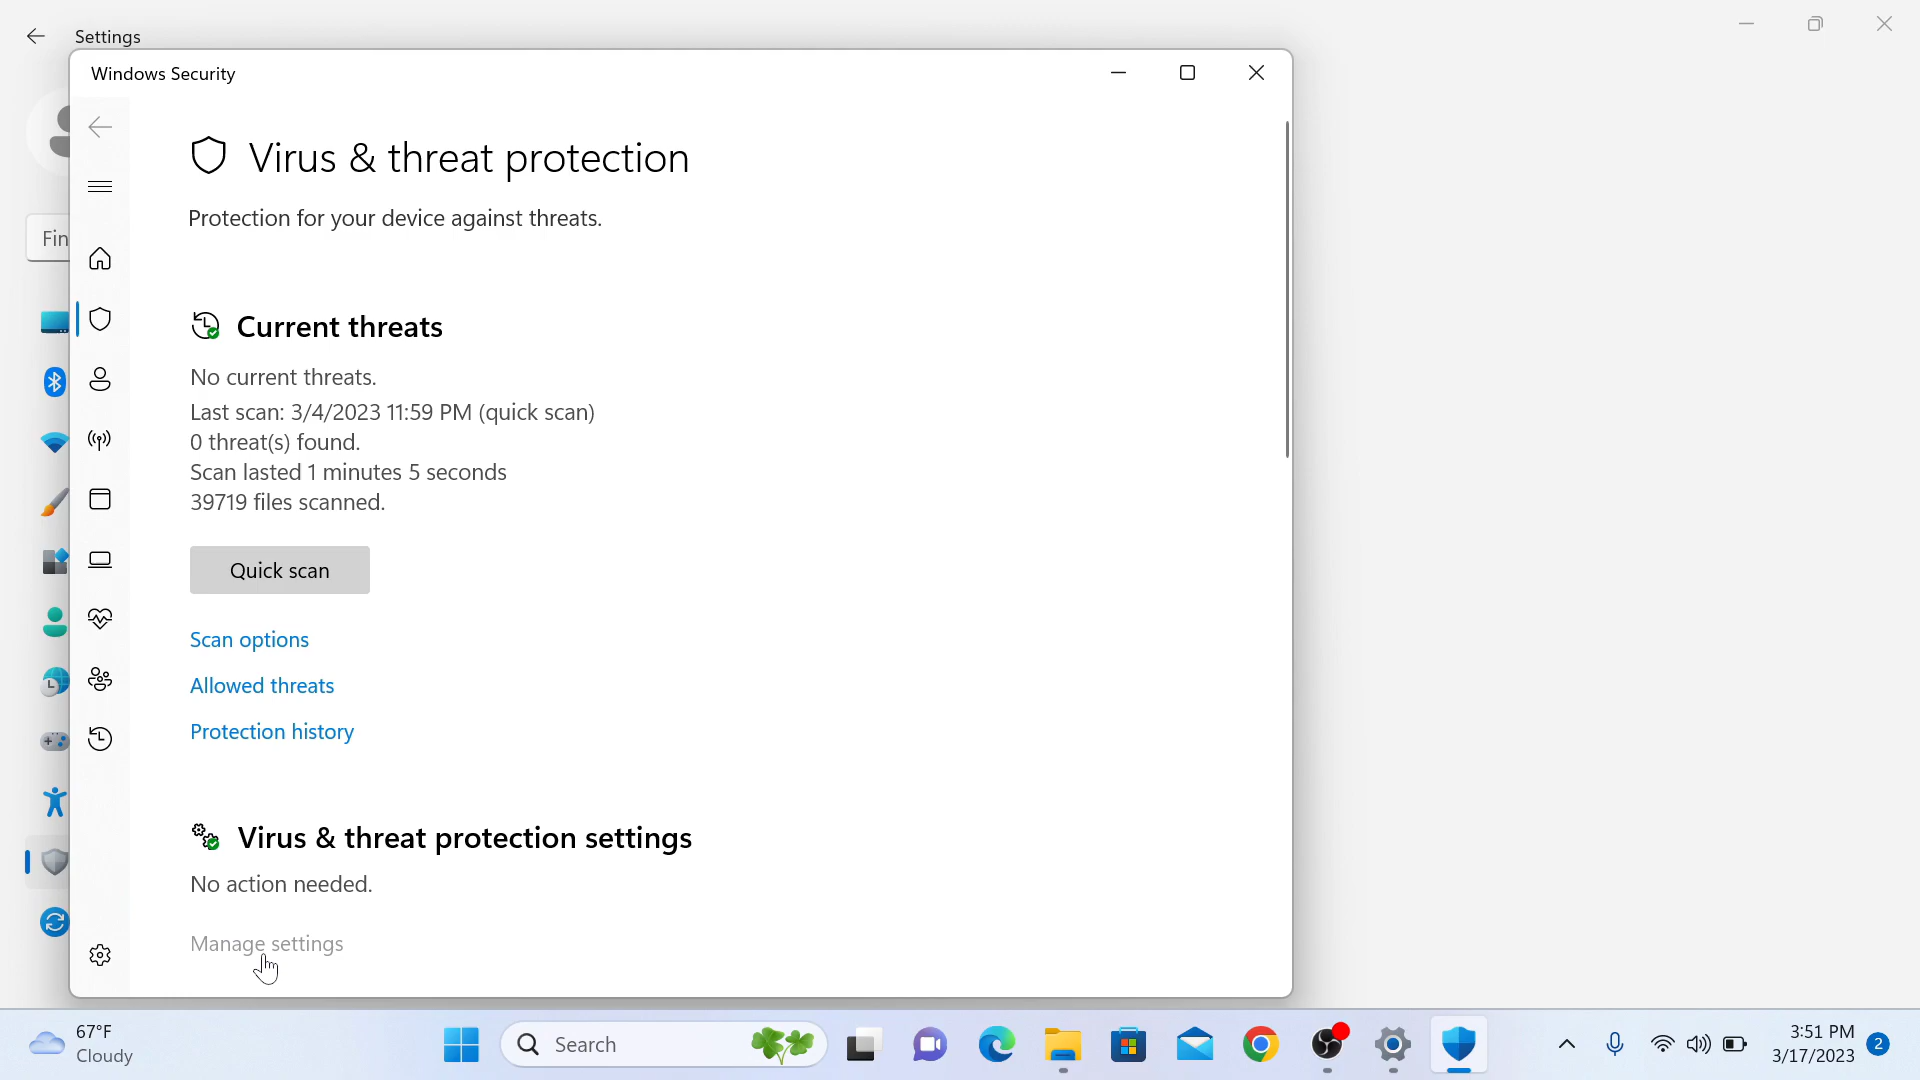 Settings
Windows Security
Fin
Virus & threat protection
Protection for your device against threats.
Current threats
No current threats.
Last scan: 3/4/2023 11:59 PM (quick scan)
0 threat(s) found.
Scan lasted 1 minutes 5 seconds
39719 files scanned.
Quick scan
Scan options
Allowed threats
Protection history
Virus & threat protection settings
No action needed.
Manage settings
67°F
Cloudy
Search
3:51 PM
3/17/2023
2